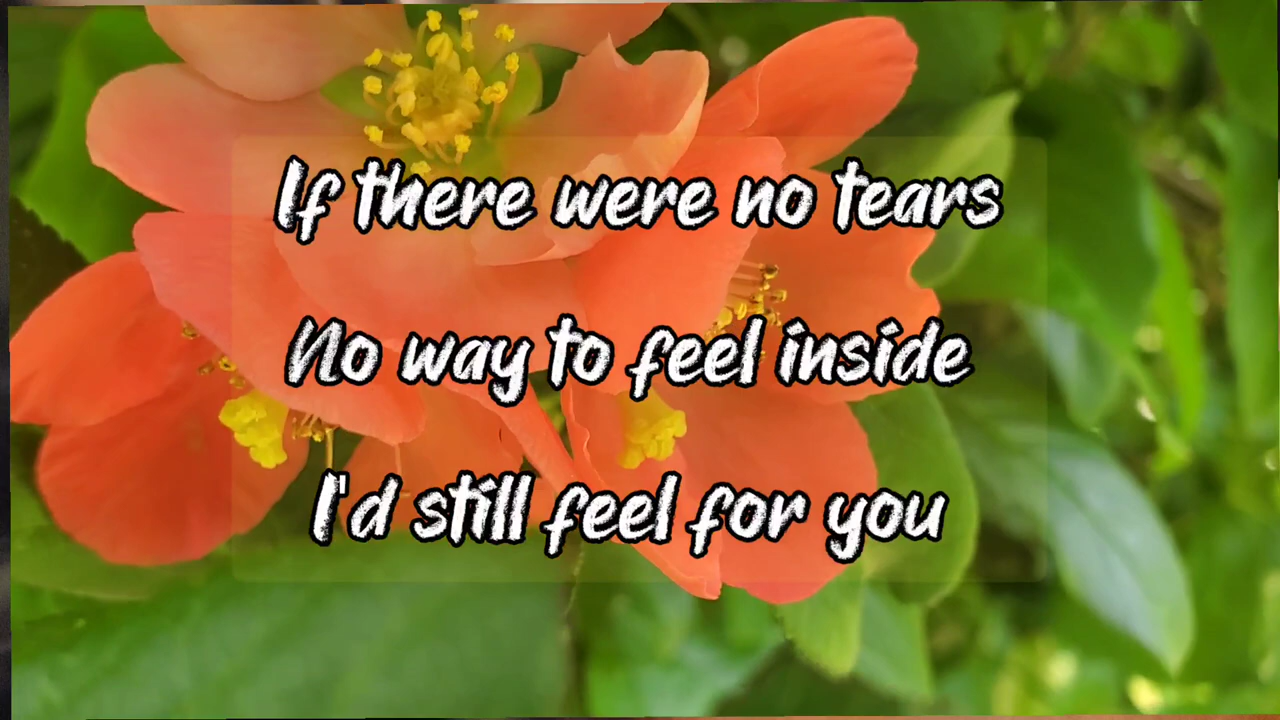 If there were no tears
No way to feel inside
I'd still feel for you